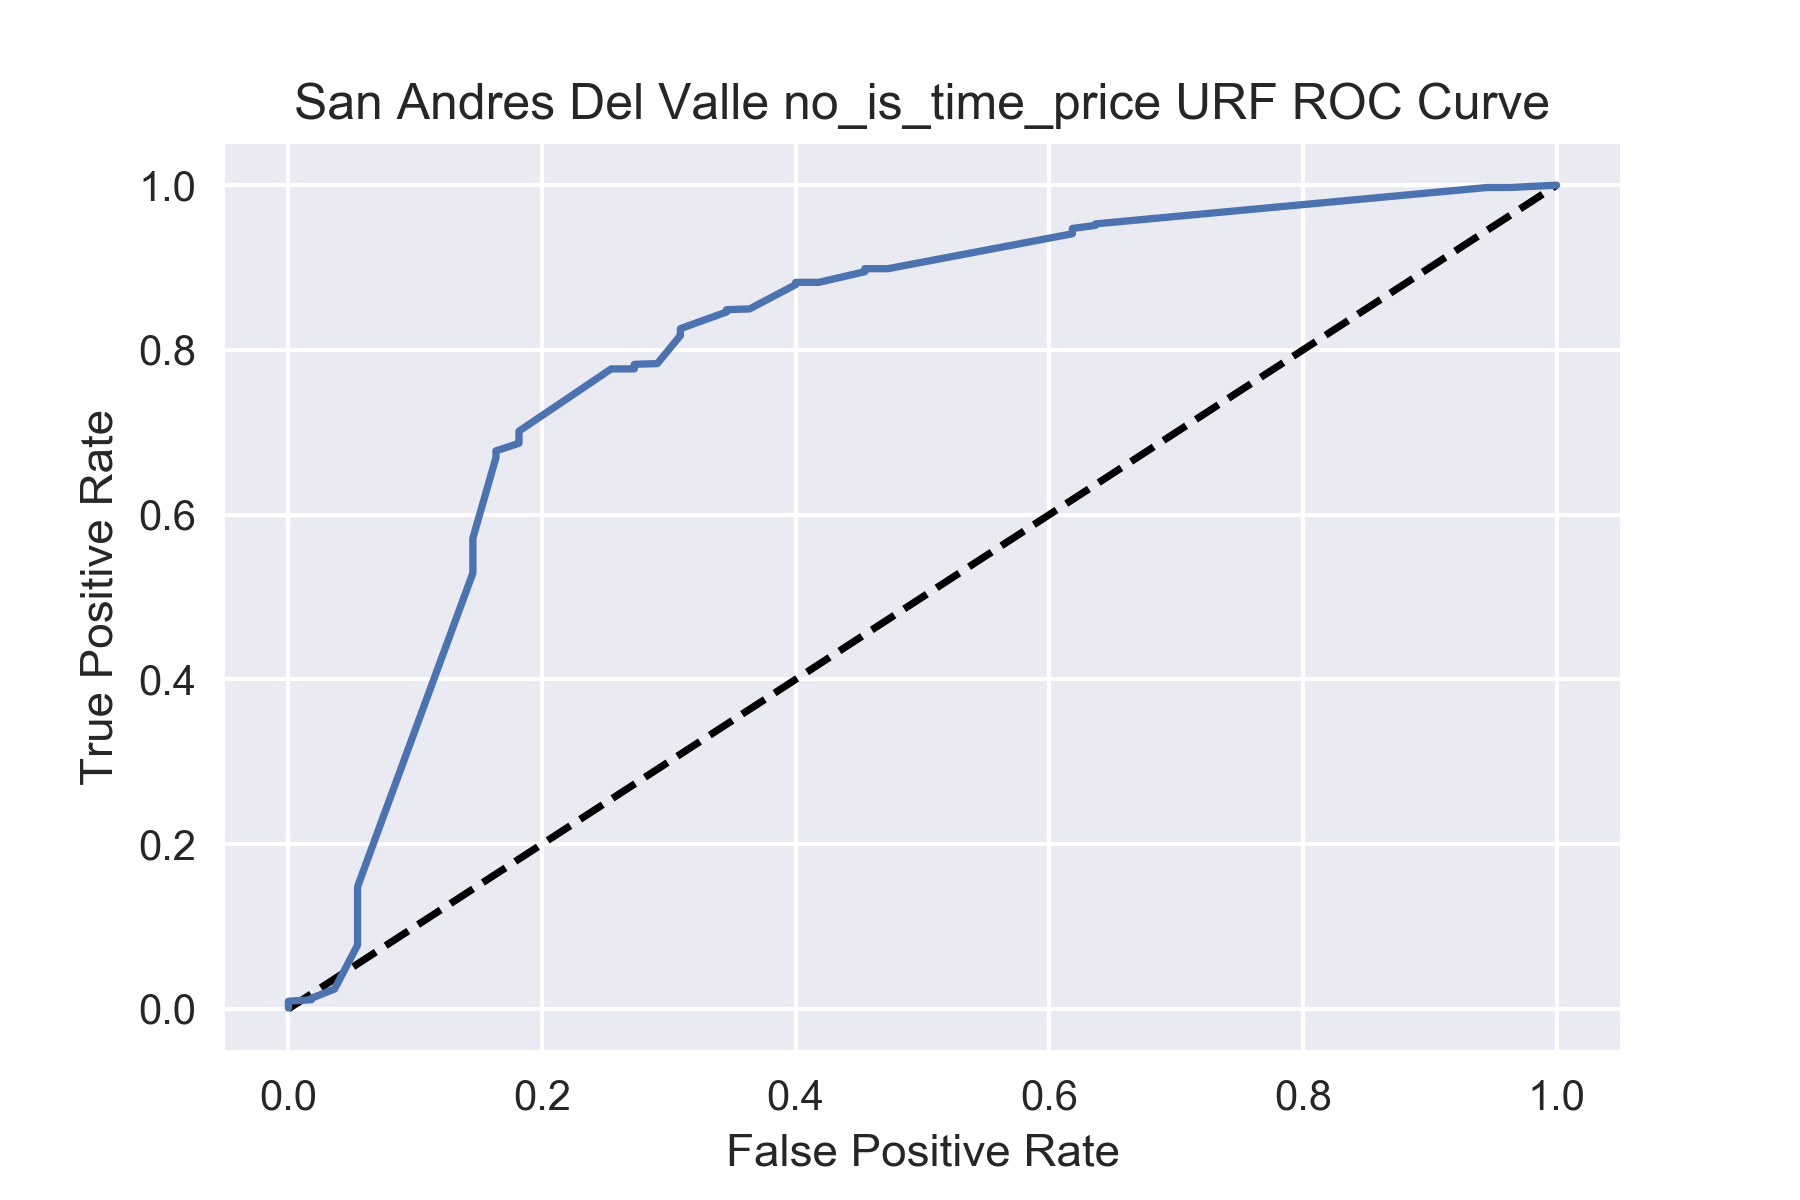 San Andres Del Valle no_is_time_price URF ROC Curve
1.0
0.8
0.6
0.4
0.2
0.0
True Positive Rate
0.0 0.2 0.4 0.6 0.8 1.0
False Positive Rate